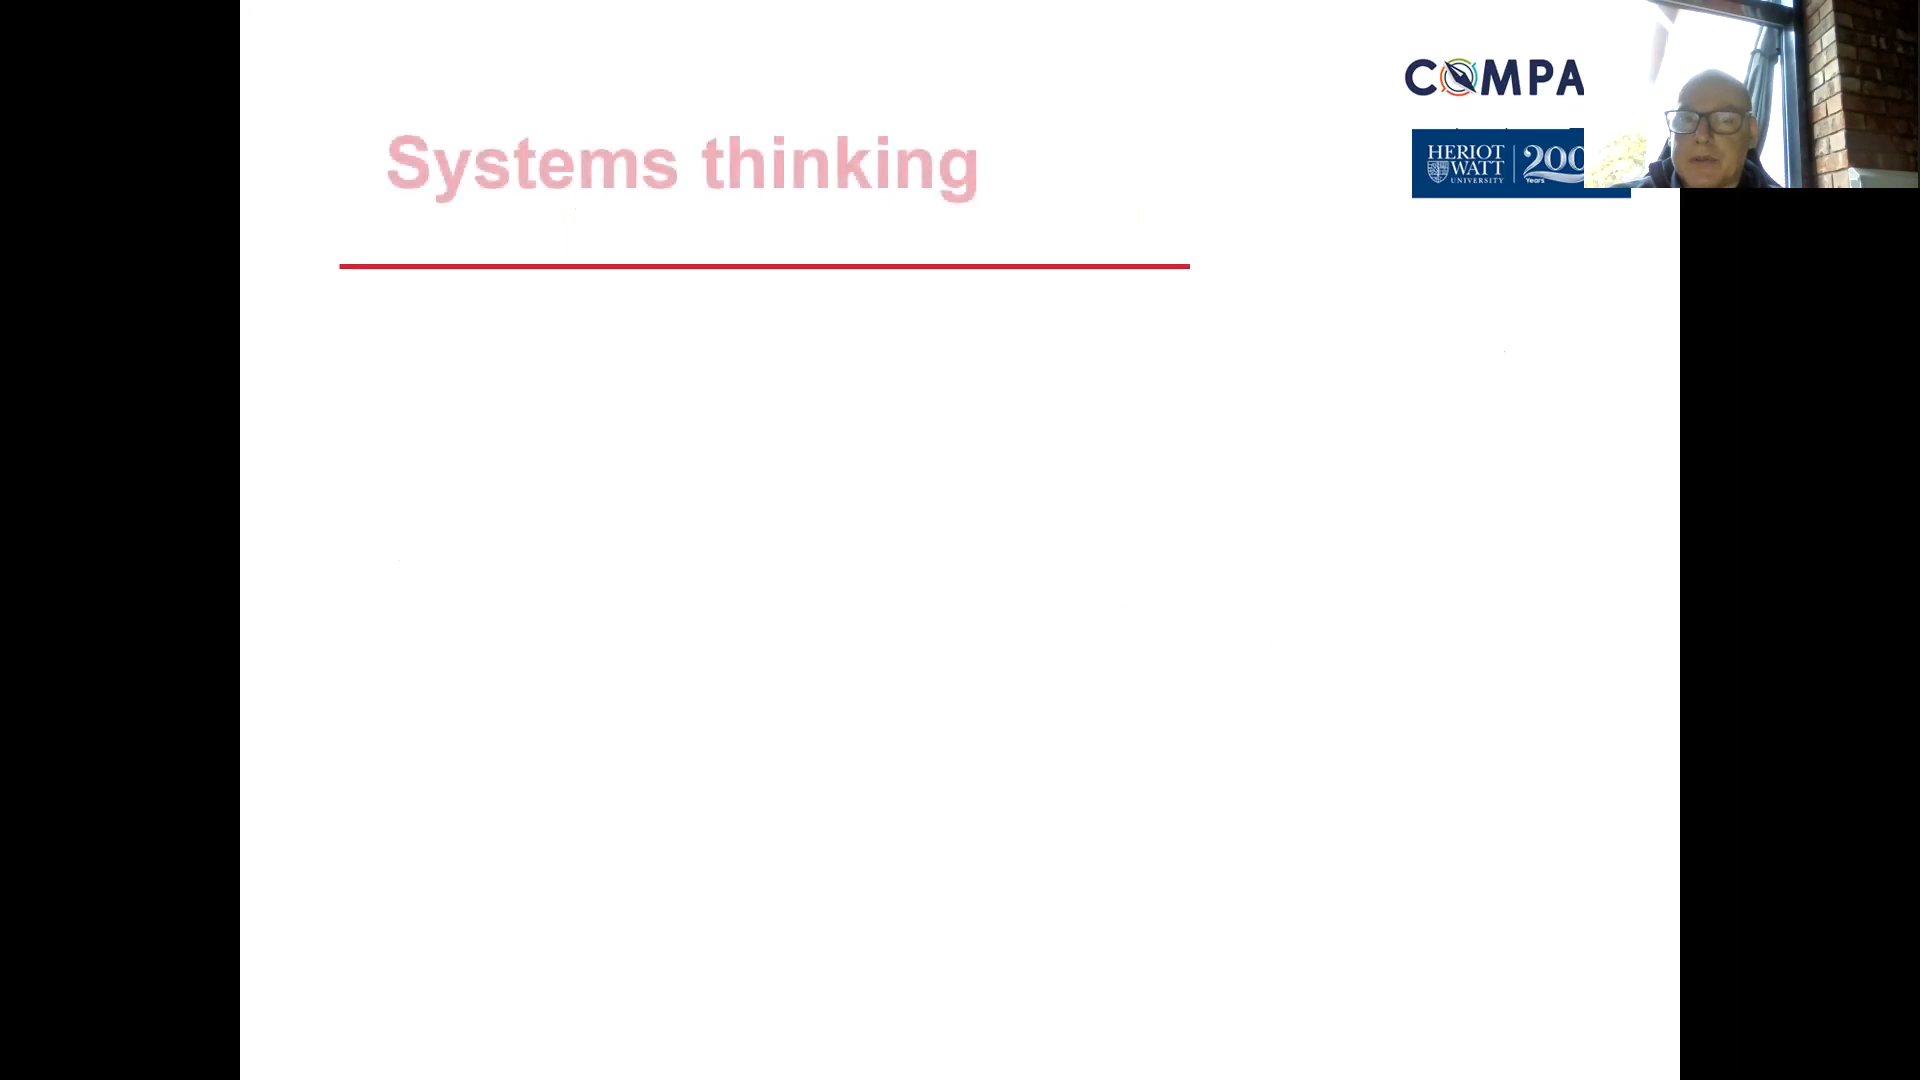 Systems thinking
COMPA
HERIOT
WATT
UNIVERSITY
200
Years